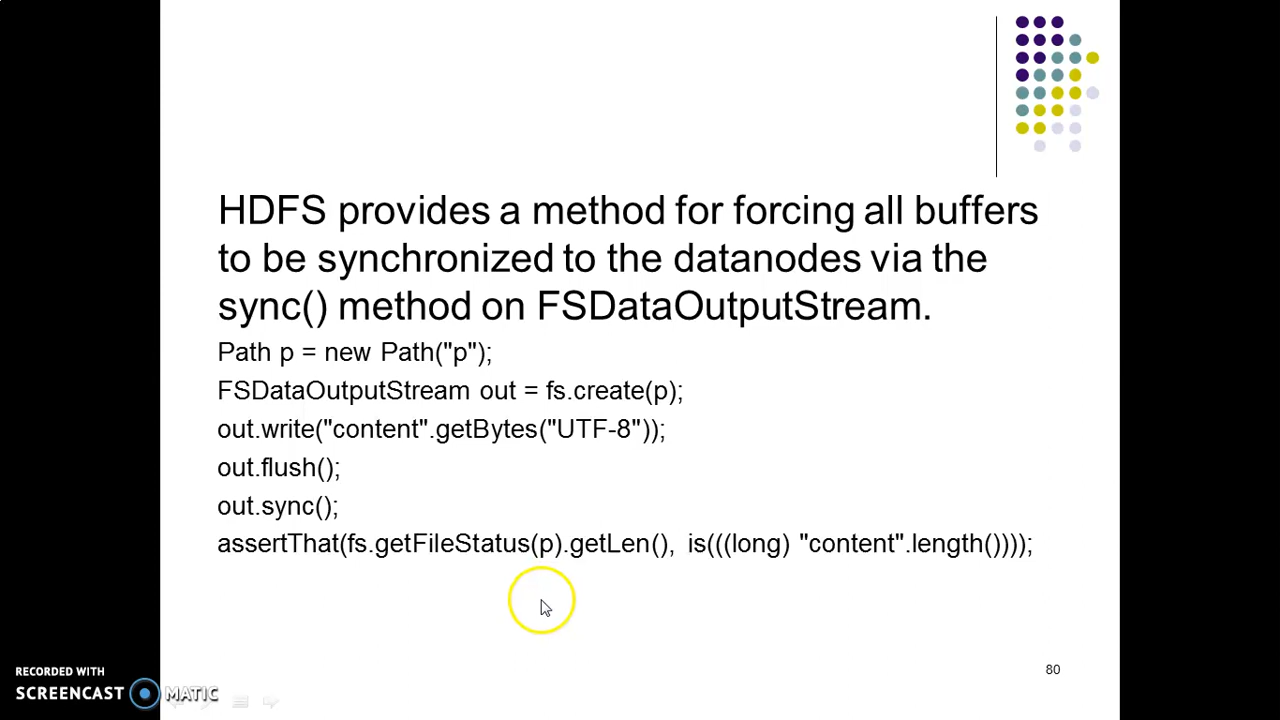 HDFS provides a method for forcing all buffers
to be synchronized to the datanodes via the
sync() method on FSDataOutputStream.
Path p = new Path("p");
FSDataOutputStream out = fs.create(p);
out.write("content".getBytes("UTF-8"));
out.flush();
out.sync();
assertThat(fs.getFileStatus(p).getLen(), is(((long) "content".length())));
80
RECORDED WITH
SCREENCAST MATIC